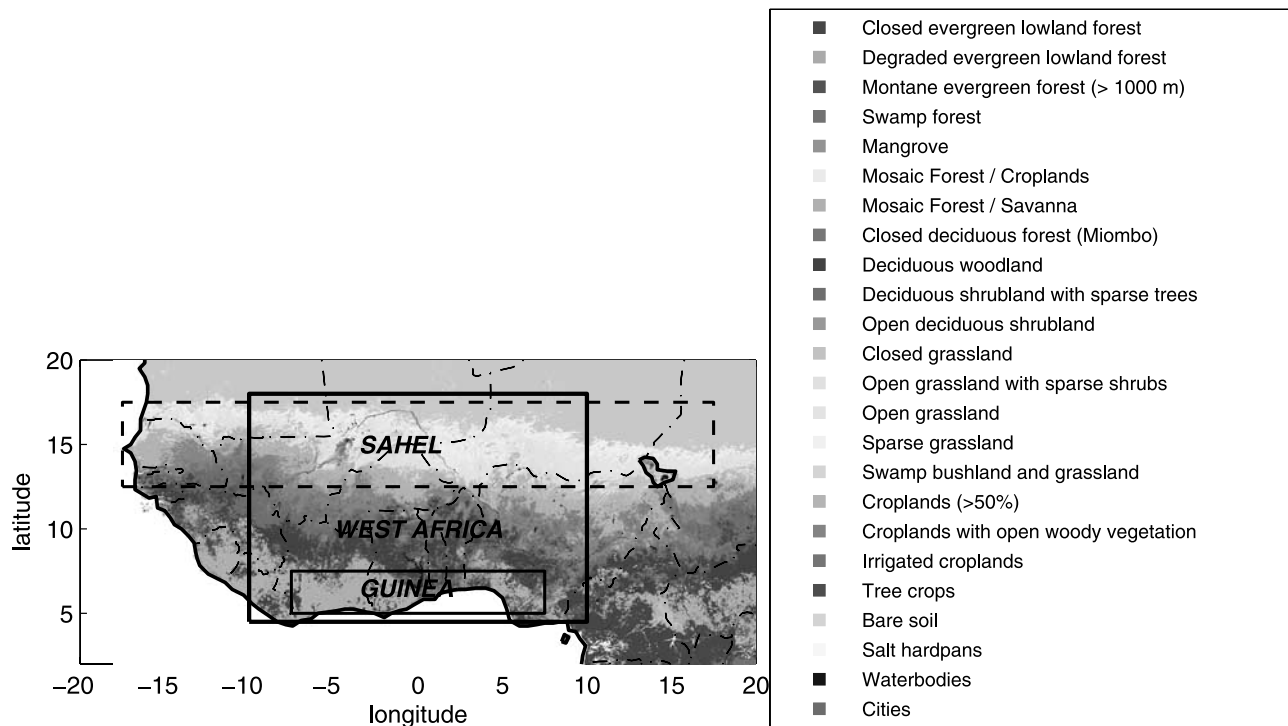 Closed evergreen lowland forest
Degraded evergreen lowland forest
Montane evergreen forest (> 1000 m)
Swamp forest
Mangrove
Mosaic Forest / Croplands
Mosaic Forest / Savanna
Closed deciduous forest (Miombo)
Deciduous woodland
Deciduous shrubland with sparse trees
Open deciduous shrubland
Closed grassland
Open grassland with sparse shrubs
Open grassland
Sparse grassland
Swamp bushland and grassland
Croplands (>50%)
Croplands with open woody vegetation
Irrigated croplands
Tree crops
Bare soil
Salt hardpans
Waterbodies
Cities
20
15
10
5
latitude
SAHEL
WEST AFRICA
GUINEA
−20 −15 −10 −5 0 5 10 15 20
longitude